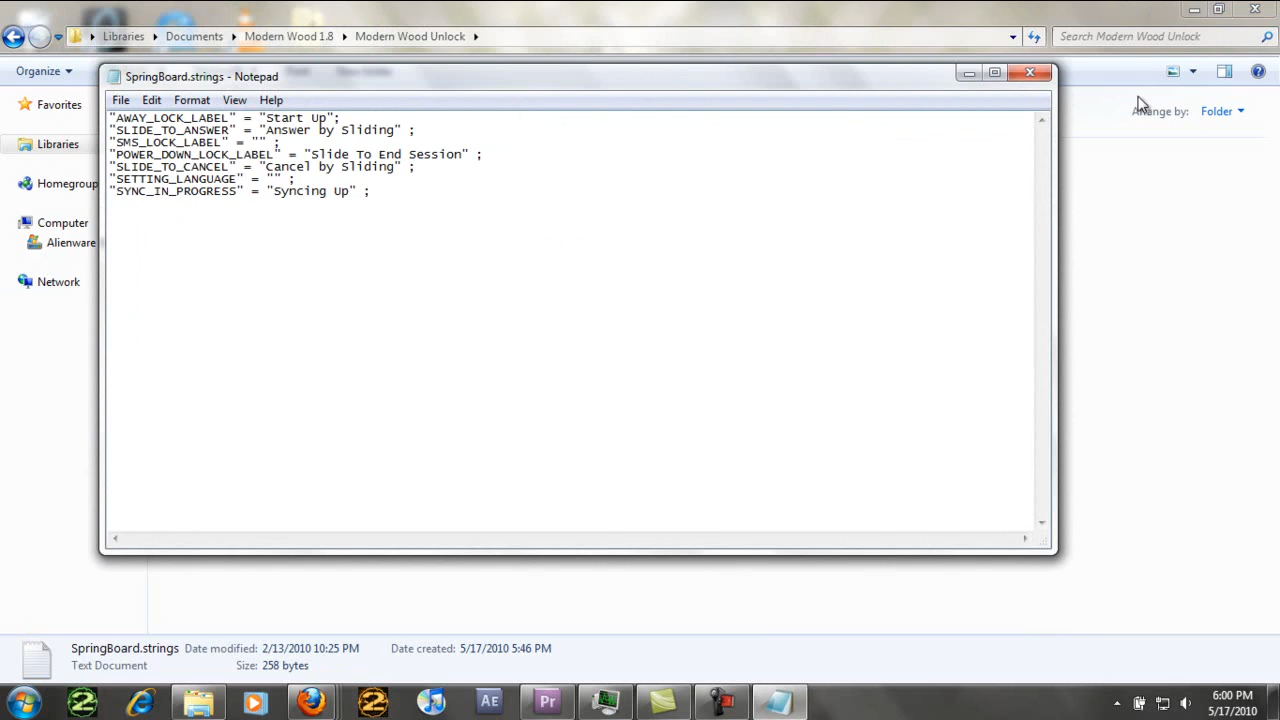 Libraries Documents Modern Wood 1.8 Modern Wood Unlock
Search Modern Wood Unlock
Organize
SpringBoard.strings - Notepad
File Edit Format View Help
Favorites
Libraries
Homegroup
Computer
Alienware
Network
Arrange by: Folder
"AWAY_LOCK_LABEL" = "Start Up";
"SLIDE_TO_ANSWER" = "Answer by Sliding" ;
"SMS_LOCK_LABEL" = "" ;
"POWER_DOWN_LOCK_LABEL" = "Slide To End Session" ;
"SLIDE_TO_CANCEL" = "Cancel by Sliding" ;
"SETTING_LANGUAGE" = "" ;
"SYNC_IN_PROGRESS" = "Syncing Up" ;
SpringBoard.strings Date modified: 2/13/2010 10:25 PM Date created: 5/17/2010 5:46 PM
Text Document Size: 258 bytes
2
2
Ae
Pr
6:00 PM
5/17/2010